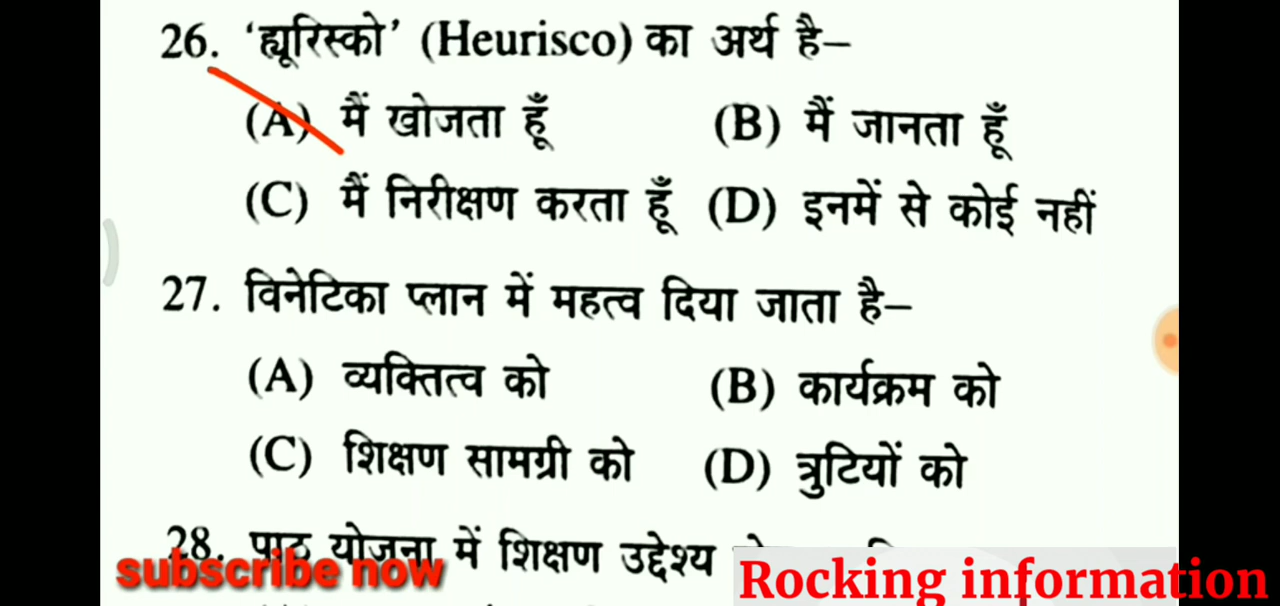 26. ‘ह्यूरिस्को’ (Heurisco) का अर्थ है–
(A) मैं खोजता हूँ (B) मैं जानता हूँ
(C) मैं निरीक्षण करता हूँ (D) इनमें से कोई नहीं
27. विनेटिका प्लान में महत्व दिया जाता है–
(A) व्यक्तित्व को (B) कार्यक्रम को
(C) शिक्षण सामग्री को (D) त्रुटियों को
28. पाठ योजना में शिक्षण उद्देश्य
subscribe now
Rocking information